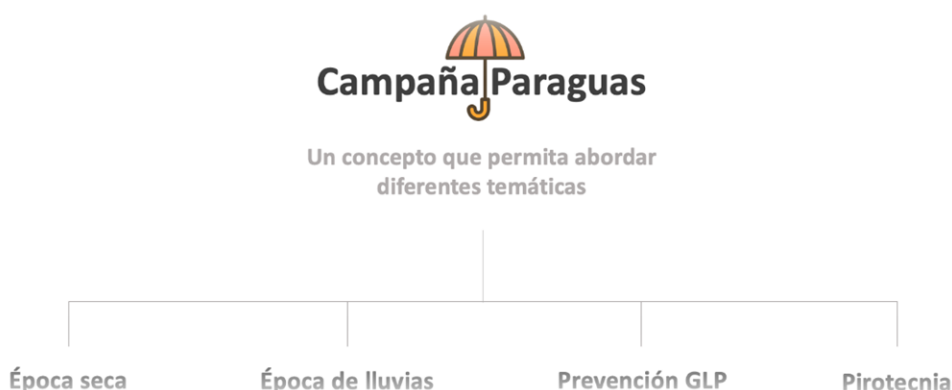 Campaña Paraguas
Un concepto que permita abordar
diferentes temáticas
Época seca
Época de lluvias
Prevención GLP
Pirotecnia